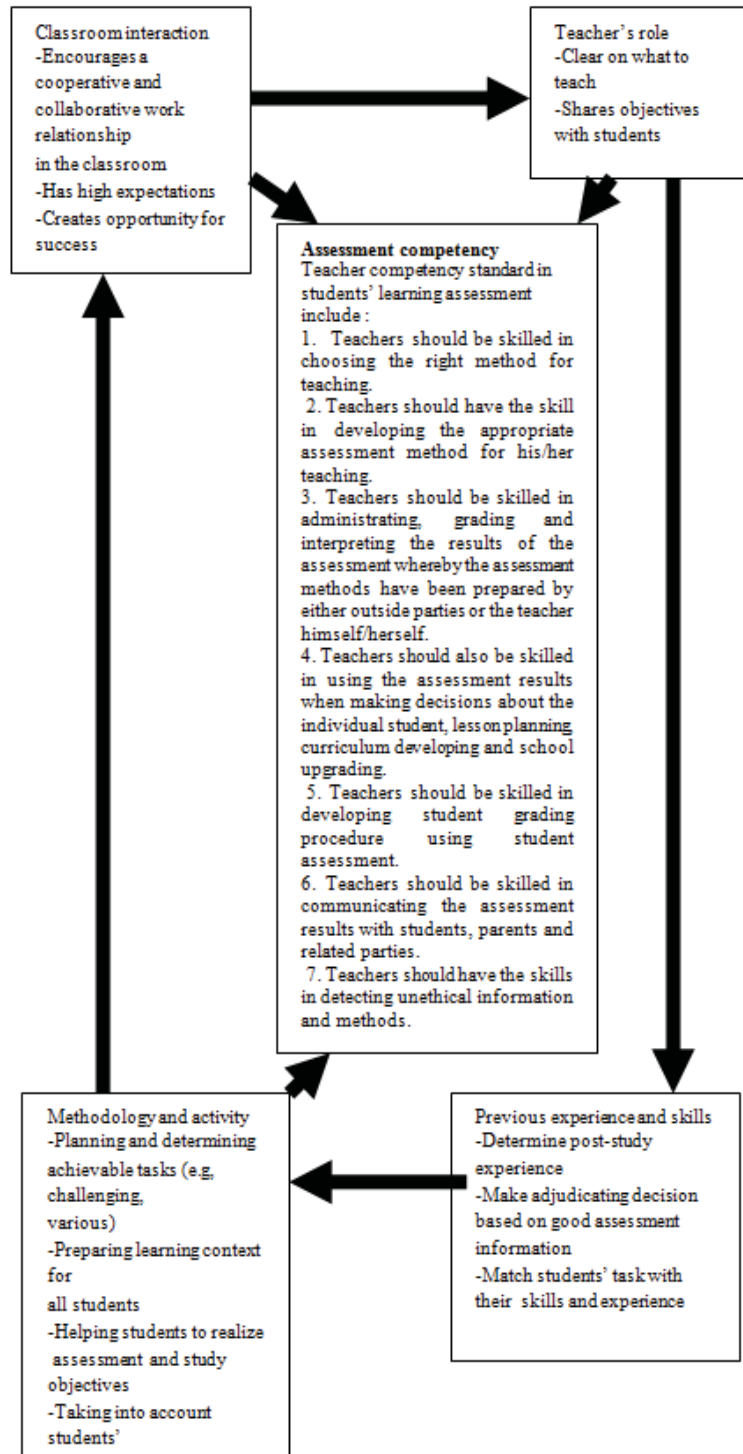 Classroom interaction
-Encourages a
cooperative and
collaborative work
relationship
in the classroom
-Has high expectations
-Creates opportunity for
success
Teacher's role
-Clear on what to
teach
-Shares objectives
with students
Assessment competency
Teacher competency standard in
students' learning assessment
include :
1. Teachers should be skilled in
choosing the right method for
teaching.
2. Teachers should have the skill
in developing the appropriate
assessment method for his/her
teaching.
3. Teachers should be skilled in
administrating, grading and
interpreting the results of the
assessment whereby the assessment
methods have been prepared by
either outside parties or the teacher
himself/herself.
4. Teachers should also be skilled
in using the assessment results
when making decisions about the
individual student, lesson planning,
curriculum developing and school
upgrading.
5. Teachers should be skilled in
developing student grading
procedure using student
assessment.
6. Teachers should be skilled in
communicating the assessment
results with students, parents and
related parties.
7. Teachers should have the skills
in detecting unethical information
and methods.
Methodology and activity
-Planning and determining
achievable tasks (e.g,
challenging,
various)
-Preparing learning context
for
all students
-Helping students to realize
assessment and study
objectives
-Taking into account
students'
Previous experience and skills
-Determine post-study
experience
-Make adjudicating decision
based on good assessment
information
-Match students' task with
their skills and experience